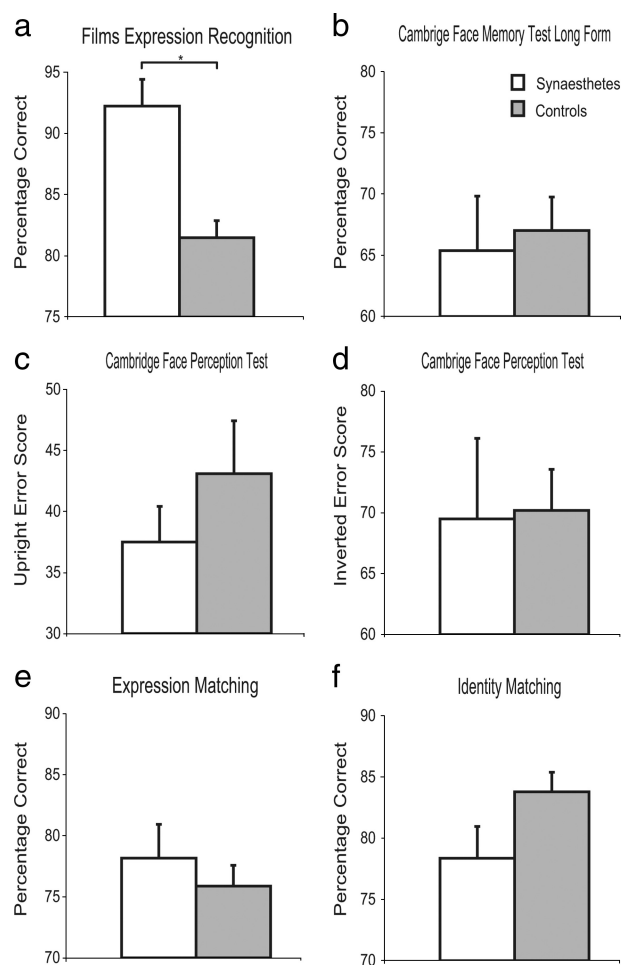 a
Films Expression Recognition
*
Percentage Correct
95
90
85
80
75
b
Cambrige Face Memory Test Long Form
Synaesthetes
Controls
Percentage Correct
80
75
70
65
60
c
Cambridge Face Perception Test
Upright Error Score
50
45
40
35
30
d
Cambrige Face Perception Test
Inverted Error Score
80
75
70
65
60
e
Expression Matching
Percentage Correct
90
85
80
75
70
f
Identity Matching
Percentage Correct
90
85
80
75
70